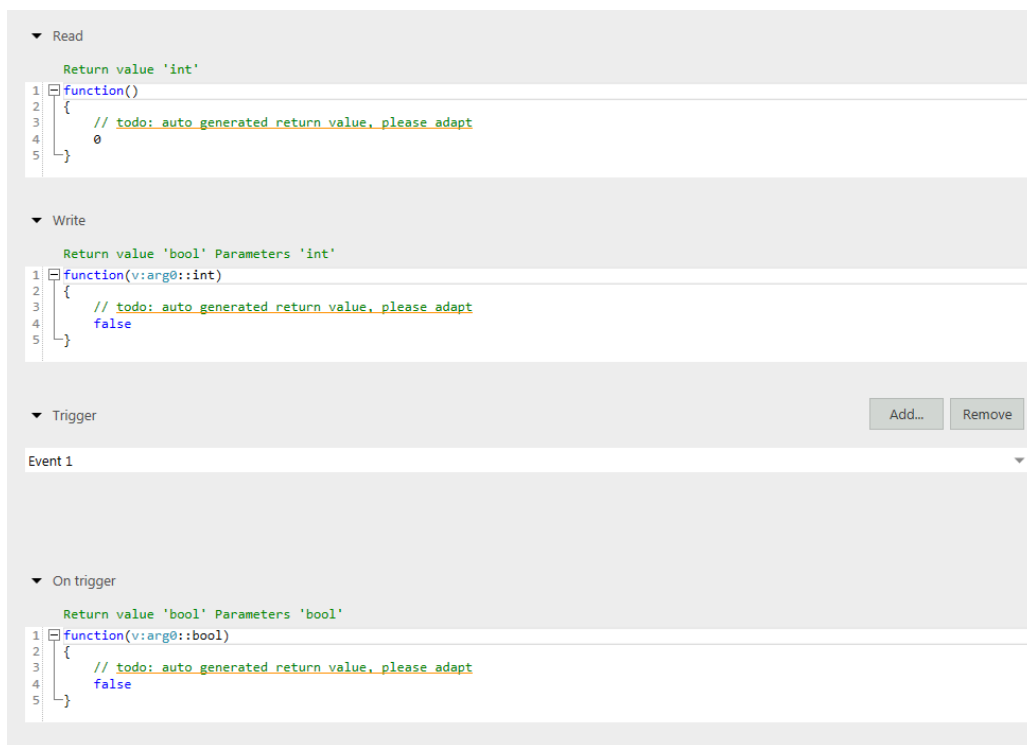 Read
Return value 'int'
1 function()
2 {
3 // todo: auto generated return value, please adapt
4 0
5 }
Write
Return value 'bool' Parameters 'int'
1 function(v:arg0::int)
2 {
3 // todo: auto generated return value, please adapt
4 false
5 }
Trigger Add... Remove
Event 1
On trigger
Return value 'bool' Parameters 'bool'
1 function(v:arg0::bool)
2 {
3 // todo: auto generated return value, please adapt
4 false
5 }